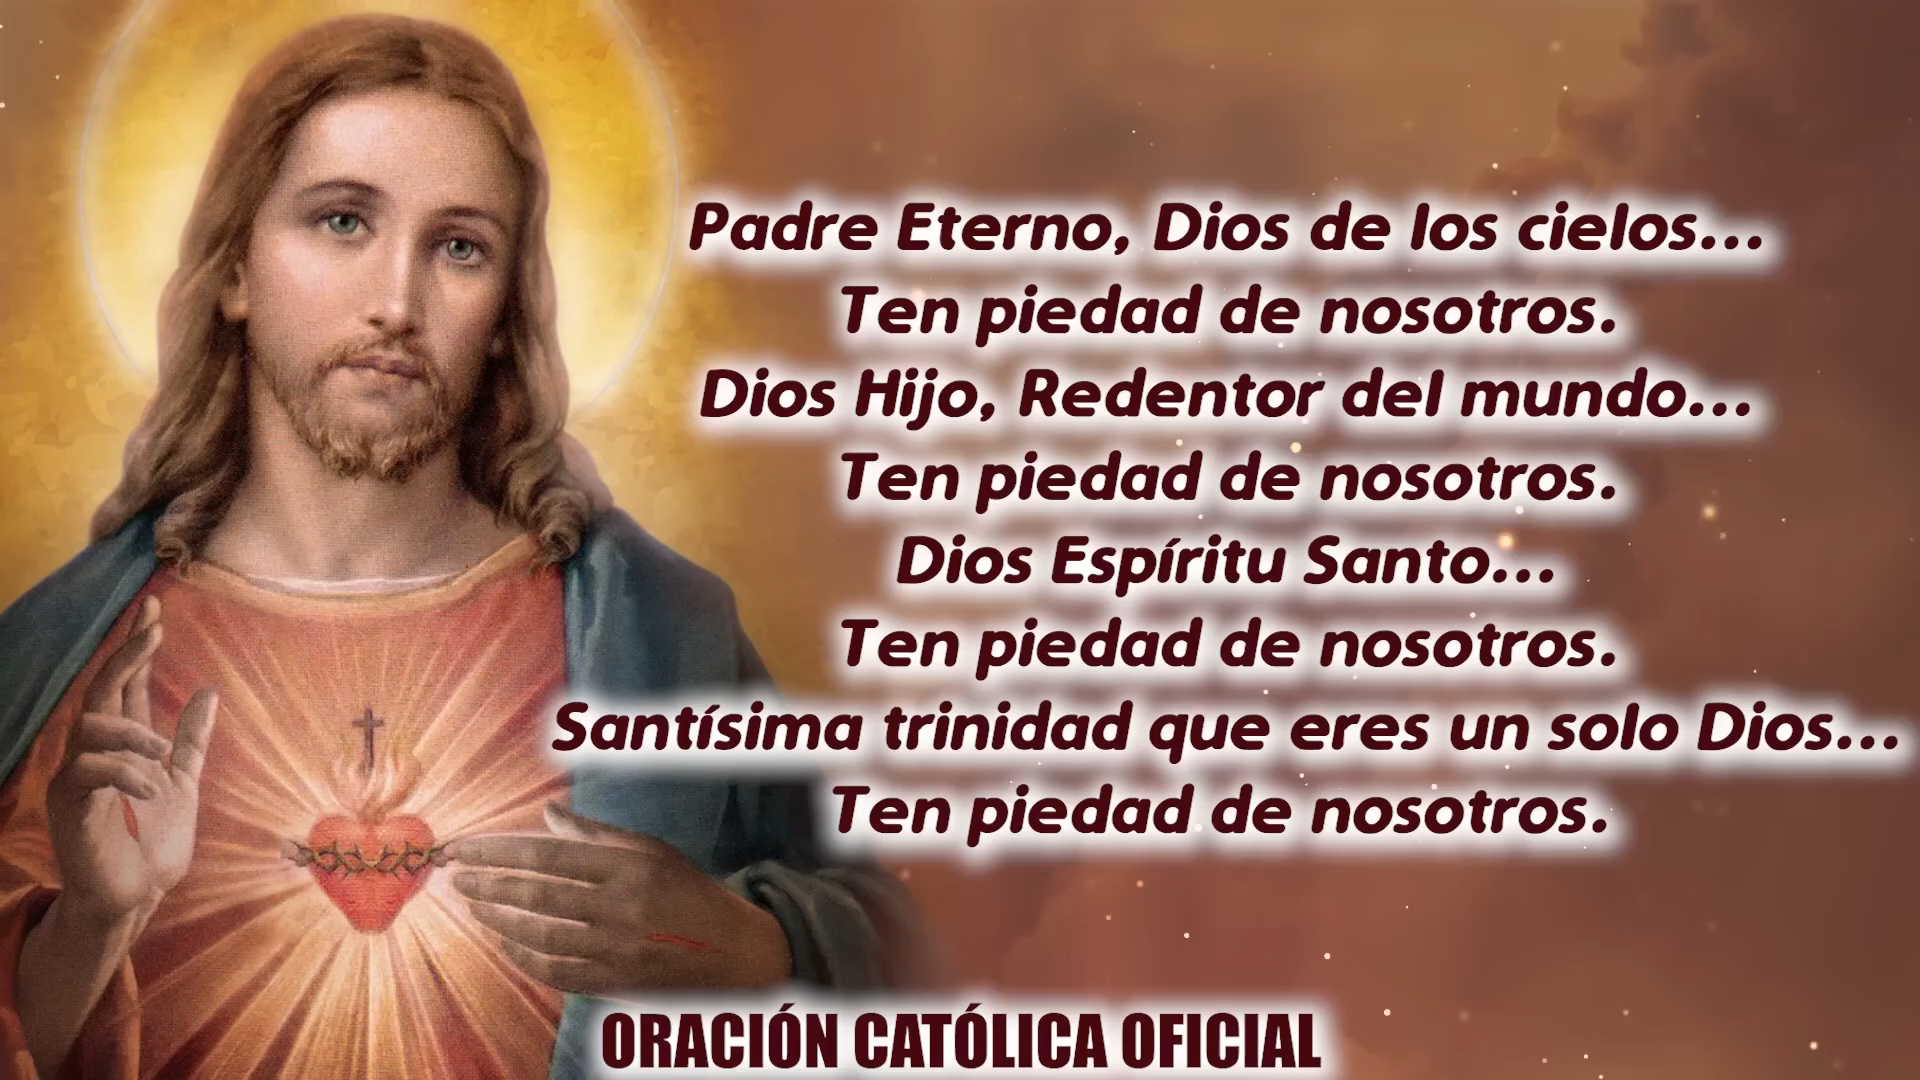 Padre Eterno, Dios de los cielos...
Ten piedad de nosotros.
Dios Hijo, Redentor del mundo...
Ten piedad de nosotros.
Dios Espíritu Santo...
Ten piedad de nosotros.
Santísima trinidad que eres un solo Dios...
Ten piedad de nosotros.
ORACIÓN CATÓLICA OFICIAL